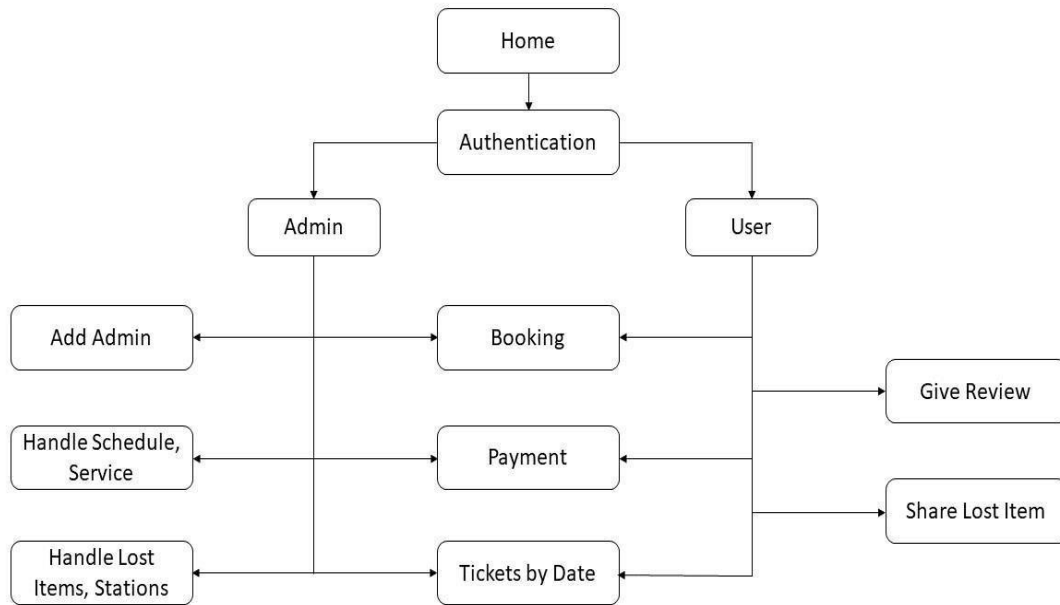 Home
Authentication
Admin
User
Add Admin
Booking
Give Review
Handle Schedule,
Service
Payment
Share Lost Item
Handle Lost
Items, Stations
Tickets by Date